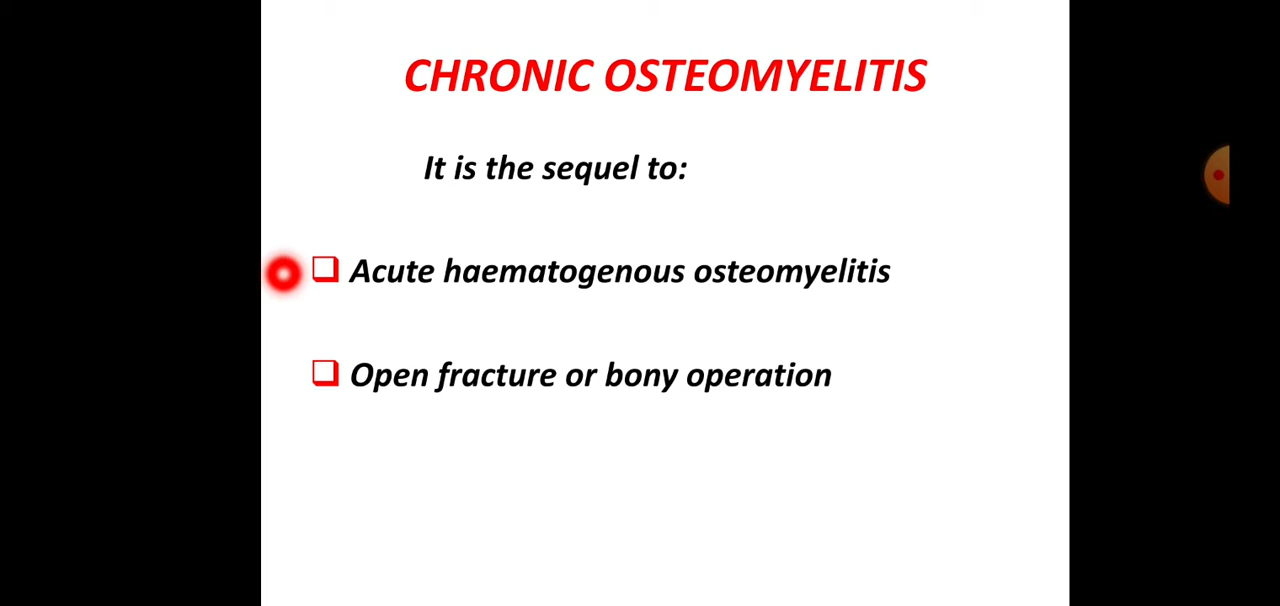 CHRONIC OSTEOMYELITIS
It is the sequel to:
Acute haematogenous osteomyelitis
Open fracture or bony operation